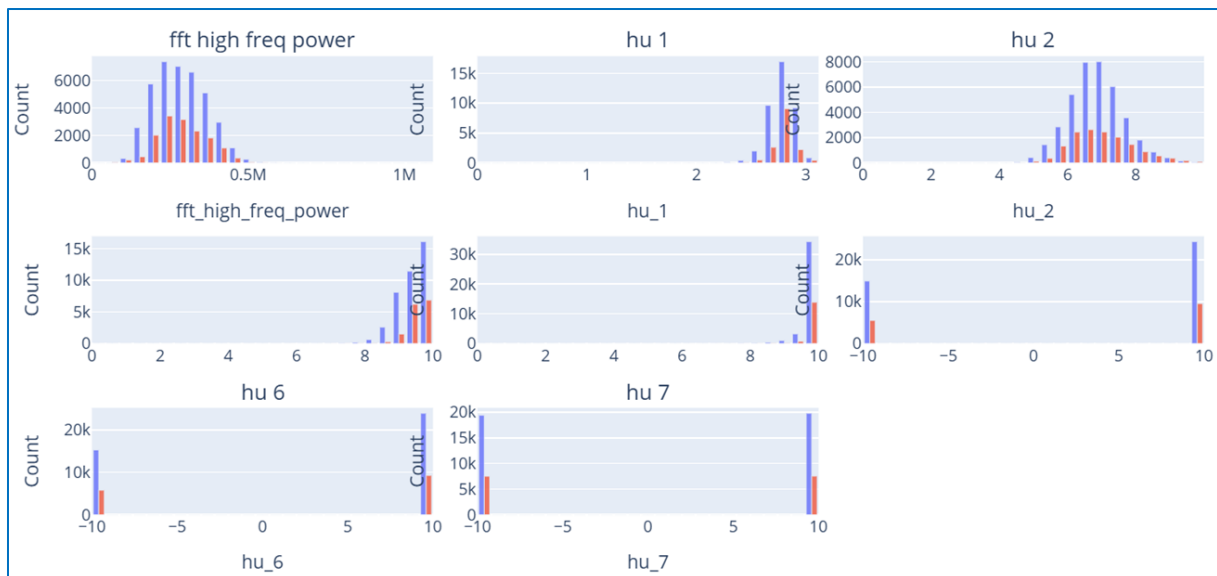 fft high freq power hu 1 hu 2
Count
6000
4000
2000
0
0 0.5M 1M
Count
15k
10k
5k
0
0 1 2 3
Count
8000
6000
4000
2000
0
0 2 4 6 8
fft_high_freq_power hu_1 hu_2
Count
15k
10k
5k
0
0 2 4 6 8 10
Count
30k
20k
10k
0
0 2 4 6 8 10
Count
20k
10k
0
−10 −5 0 5 10
hu 6 hu 7
Count
20k
10k
0
−10 −5 0 5 10
Count
20k
15k
10k
5k
0
−10 −5 0 5 10
hu_6 hu_7